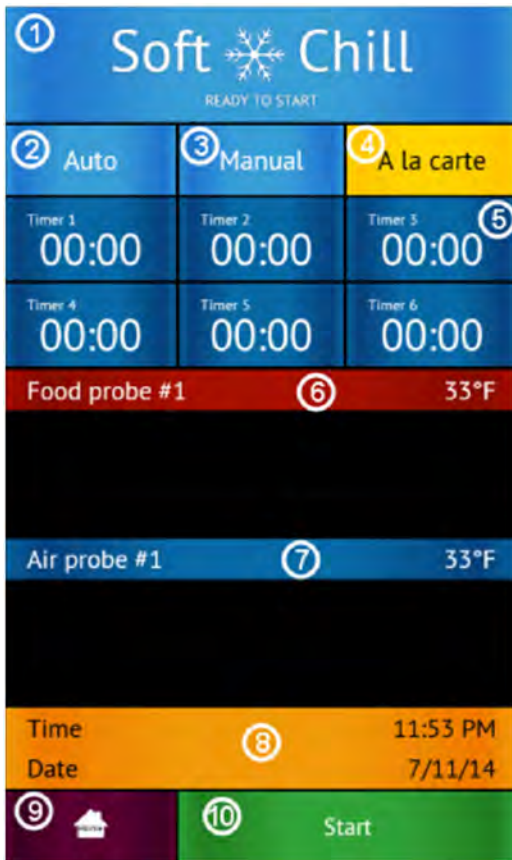 1
Soft Chill
READY TO START
2 Auto 3 Manual 4 A la carte
Timer 1 Timer 2 Timer 3 5
00:00 00:00 00:00
Timer 4 Timer 5 Timer 6
00:00 00:00 00:00
Food probe #1 6 33°F
Air probe #1 7 33°F
Time 11:53 PM
8
Date 7/11/14
9 10 Start